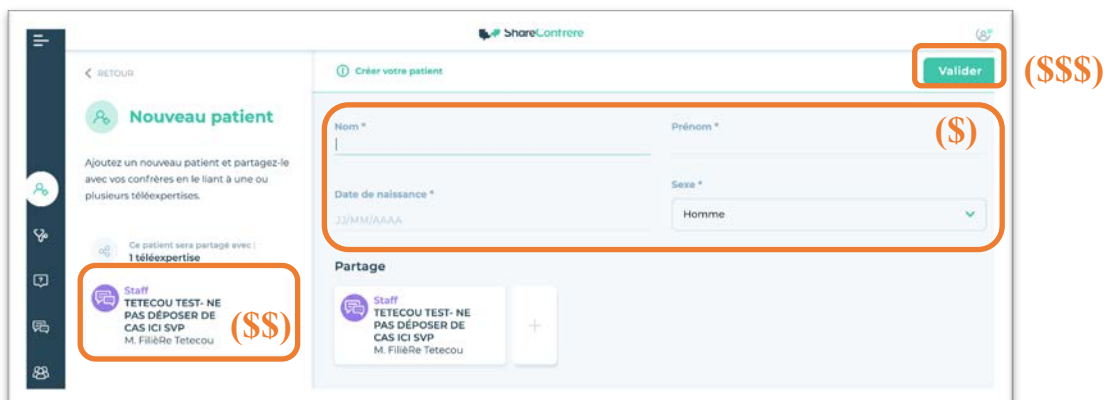 ShareConfrere
RETOUR
Créer votre patient
Valider
($$$)
Nouveau patient
Ajoutez un nouveau patient et partagez-le
avec vos confrères en le liant à une ou
plusieurs téléexpertises.
Ce patient sera partagé avec :
1 téléexpertise
Staff
TETECOU TEST- NE
PAS DÉPOSER DE
CAS ICI SVP
M. FilièRe Tetecou
($$)
Nom *
Prénom *
($)
Date de naissance *
JJ/MM/AAAA
Sexe *
Homme
Partage
Staff
TETECOU TEST- NE
PAS DÉPOSER DE
CAS ICI SVP
M. FilièRe Tetecou
+